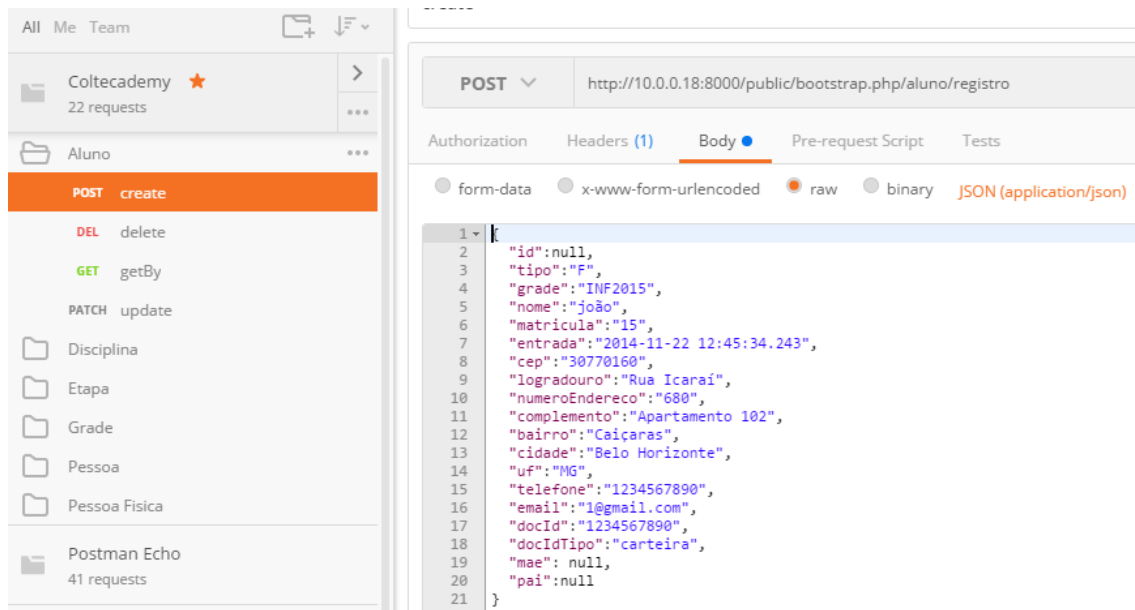 All Me Team
Coltecademy
22 requests
Aluno
POST create
DEL delete
GET getBy
PATCH update
Disciplina
Etapa
Grade
Pessoa
Pessoa Fisica
Postman Echo
41 requests
POST http://10.0.0.18:8000/public/bootstrap.php/aluno/registro
Authorization Headers (1) Body Pre-request Script Tests
form-data x-www-form-urlencoded raw binary JSON (application/json)
1 {
2 "id":null,
3 "tipo":"F",
4 "grade":"INF2015",
5 "nome":"joão",
6 "matricula":"15",
7 "entrada":"2014-11-22 12:45:34.243",
8 "cep":"30770160",
9 "logradouro":"Rua Icaraí",
10 "numeroEndereco":"680",
11 "complemento":"Apartamento 102",
12 "bairro":"Caiçaras",
13 "cidade":"Belo Horizonte",
14 "uf":"MG",
15 "telefone":"1234567890",
16 "email":"1@gmail.com",
17 "docId":"1234567890",
18 "docIdTipo":"carteira",
19 "mae": null,
20 "pai":null
21 }